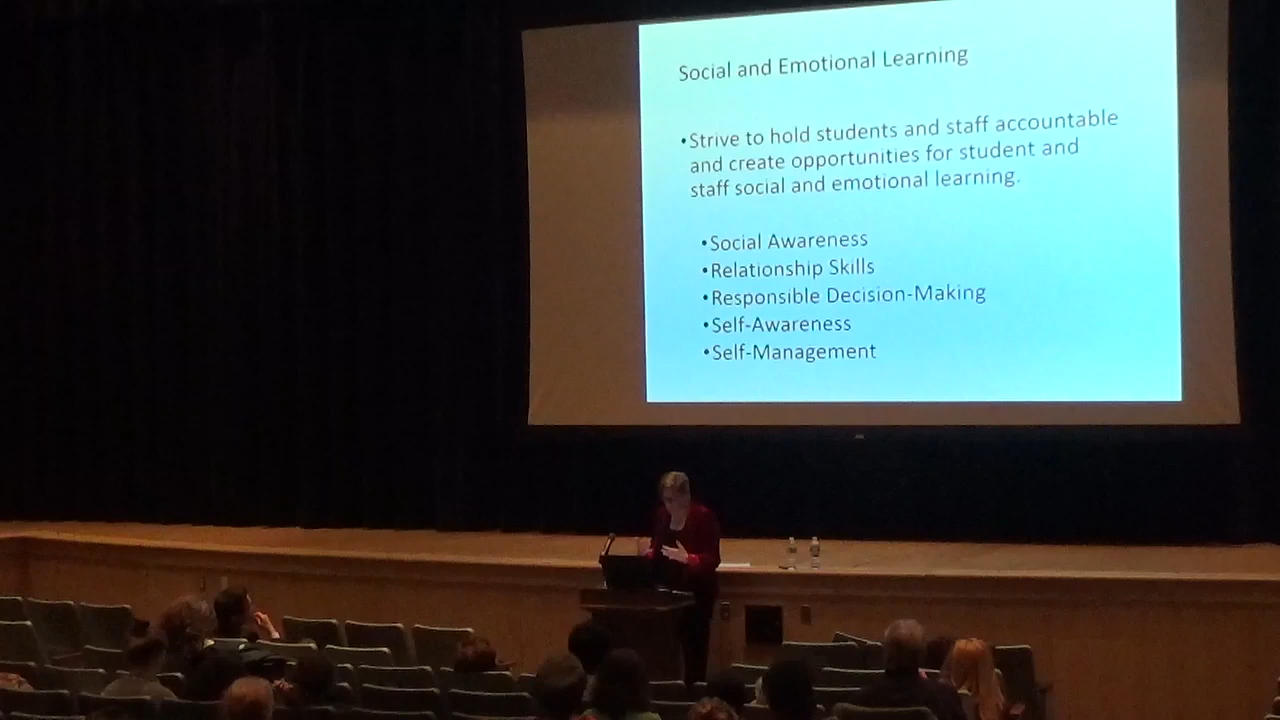 Social and Emotional Learning
•Strive to hold students and staff accountable
and create opportunities for student and
staff social and emotional learning.
•Social Awareness
•Relationship Skills
•Responsible Decision-Making
•Self-Awareness
•Self-Management